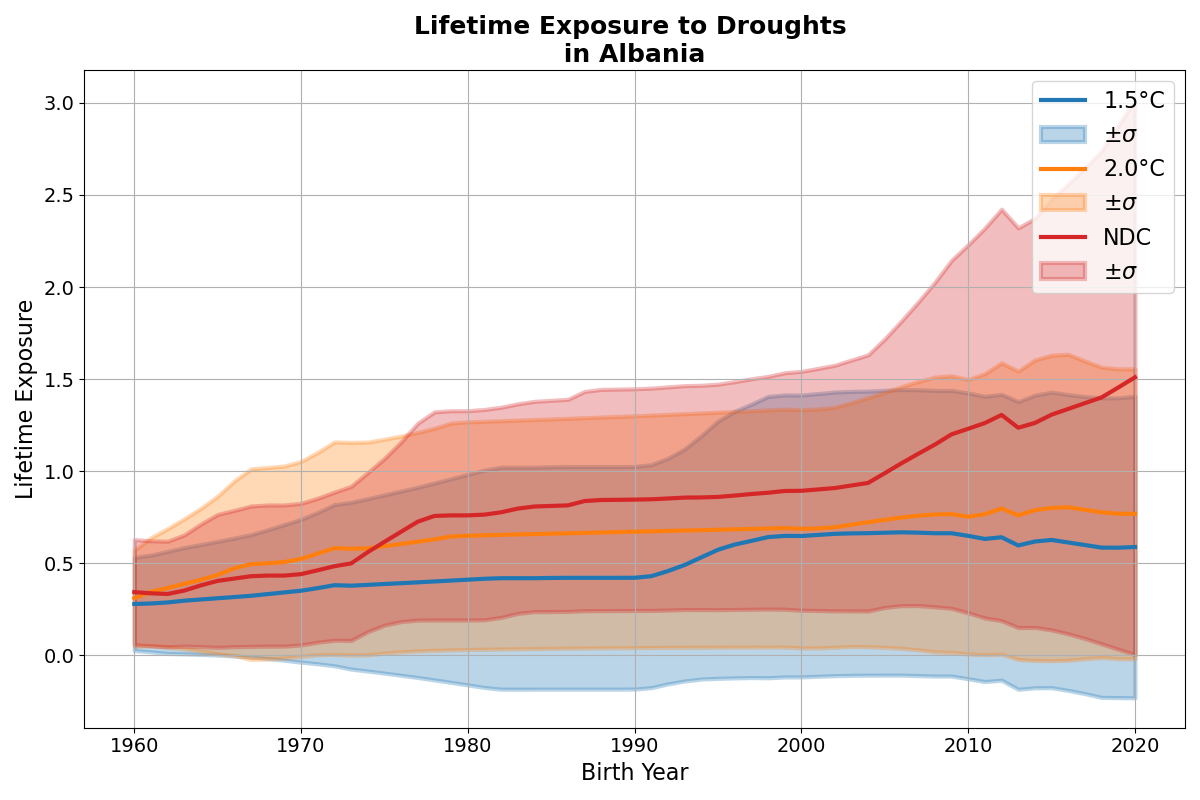 Lifetime Exposure to Droughts
in Albania
3.0
2.5
2.0
1.5
1.0
0.5
0.0
Lifetime Exposure
1960
1970
1980
1990
2000
2010
2020
Birth Year
1.5°C
±σ
2.0°C
±σ
NDC
±σ